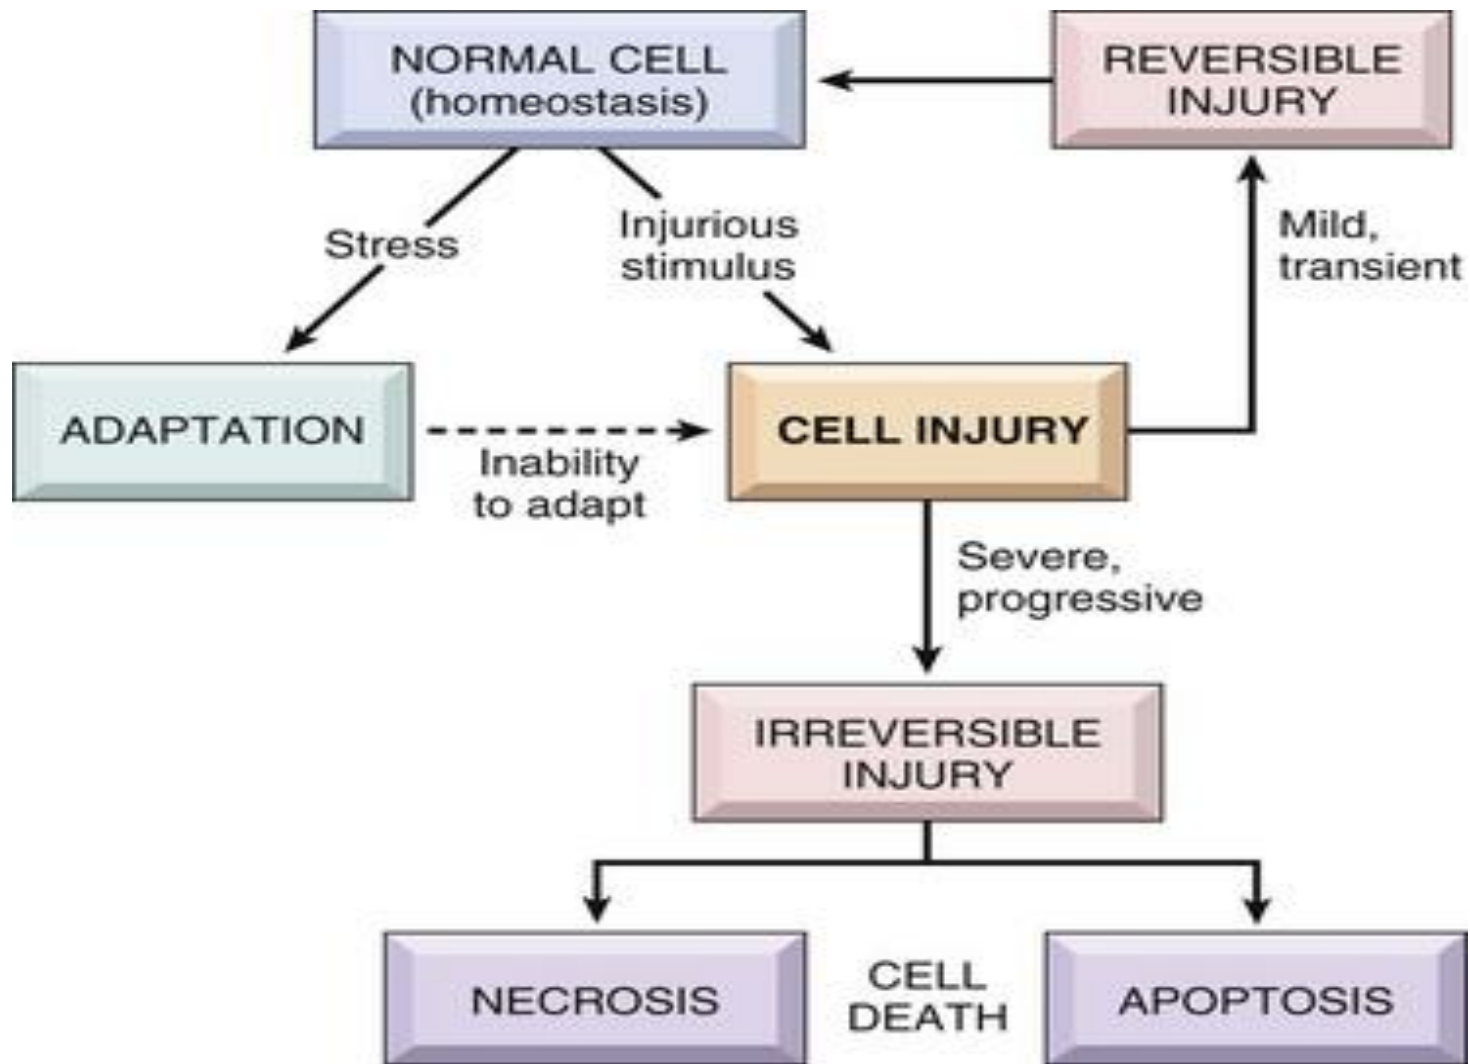 NORMAL CELL
(homeostasis)
REVERSIBLE
INJURY
Stress
Injurious
stimulus
Mild,
transient
ADAPTATION
Inability
to adapt
CELL INJURY
Severe,
progressive
IRREVERSIBLE
INJURY
NECROSIS
CELL
DEATH
APOPTOSIS